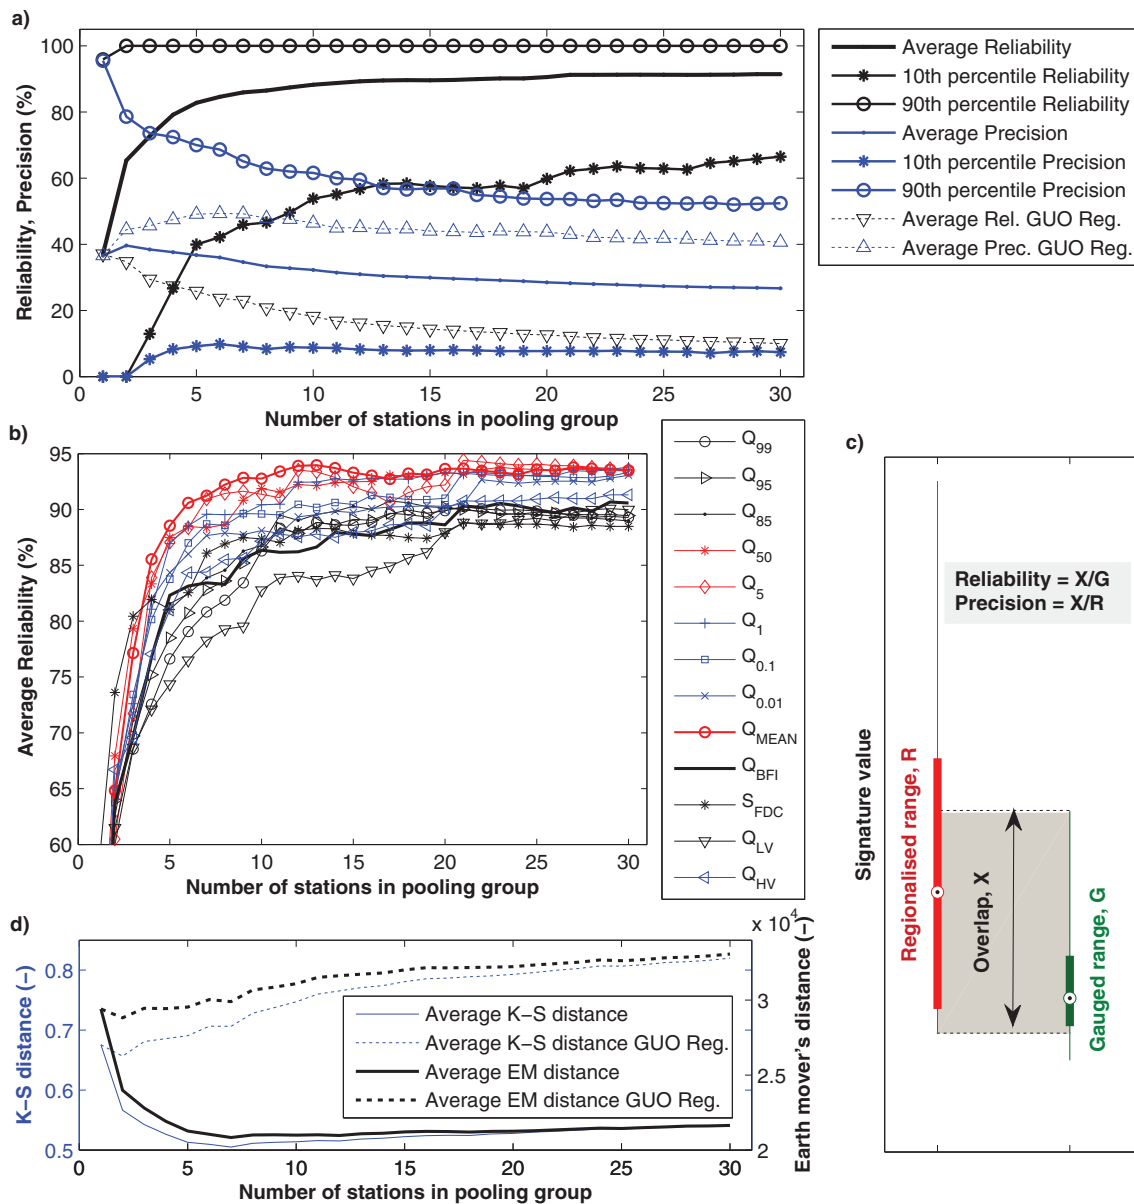 a)
100
80
60
40
20
0
Reliability, Precision (%)
0 5 10 15 20 25 30
Number of stations in pooling group
Average Reliability
10th percentile Reliability
90th percentile Reliability
Average Precision
10th percentile Precision
90th percentile Precision
Average Rel. GUO Reg.
Average Prec. GUO Reg.
b)
95
90
85
80
75
70
65
60
Average Reliability (%)
0 5 10 15 20 25 30
Number of stations in pooling group
Q99
Q95
Q85
Q50
Q5
Q1
Q0.1
Q0.01
QMEAN
QBFI
SFDC
QLV
QHV
c)
Reliability = X/G
Precision = X/R
Signature value
Regionalised range, R
Overlap, X
Gauged range, G
d)
0.8
0.7
0.6
0.5
K−S distance (−)
x 10^4
3
2.5
2
Earth mover's distance (−)
Average K−S distance
Average K−S distance GUO Reg.
Average EM distance
Average EM distance GUO Reg.
0 5 10 15 20 25 30
Number of stations in pooling group